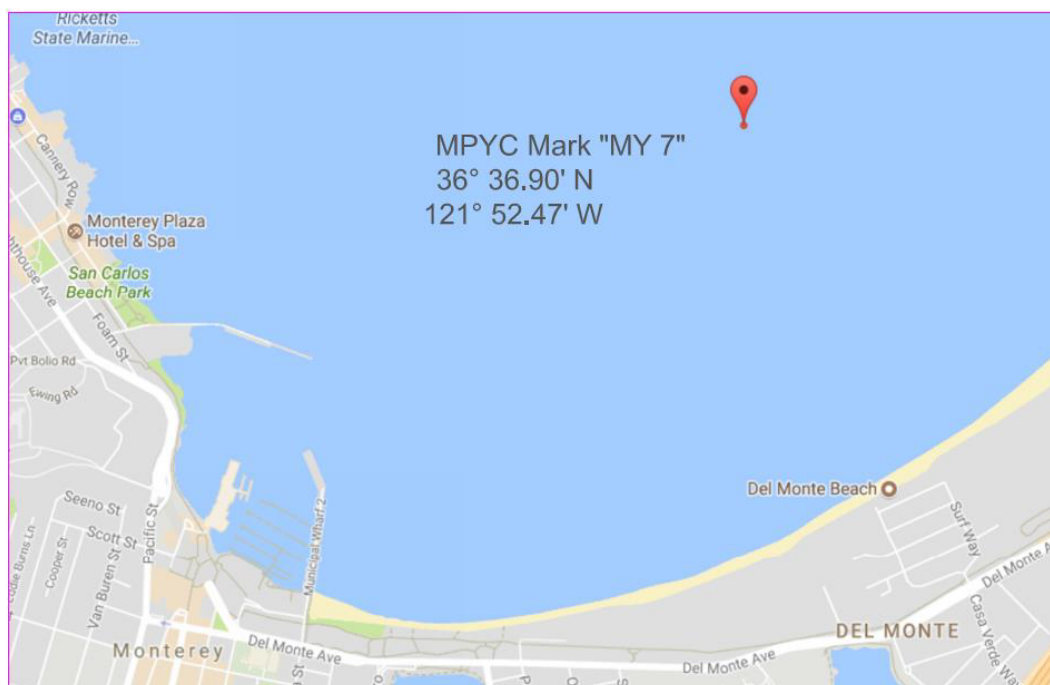 Ricketts
State Marine...
MPYC Mark "MY 7"
36° 36.90' N
121° 52.47' W
Cannery Row
Monterey Plaza
Hotel & Spa
San Carlos
Beach Park
Foam St
Pvt Bolio Rd
Ewing Rd
Del Monte Beach
Seeno St
Scott St
Pacific St
Municipal Wharf 2
Surf Way
Cooper St
Van Buren St
Del Monte A
Casa Verde Way
DEL MONTE
Monterey
Del Monte Ave
Del Monte Ave